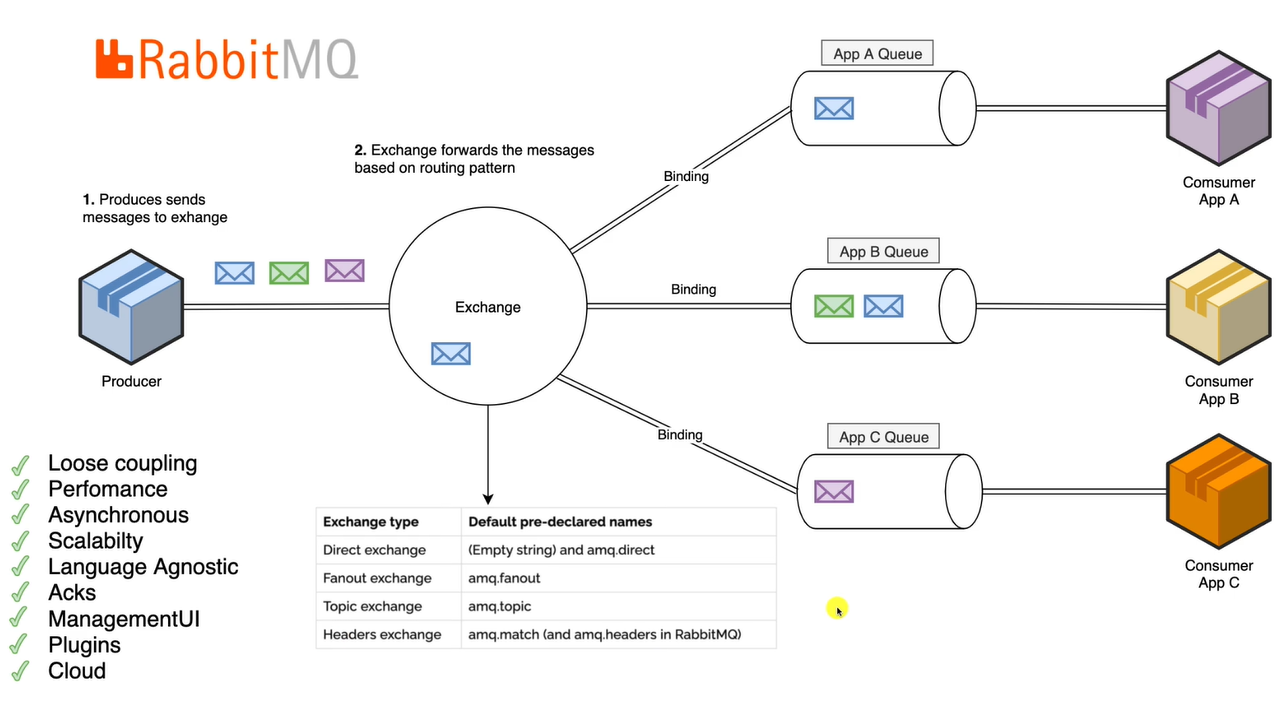 RabbitMQ
1. Produces sends
messages to exhange
2. Exchange forwards the messages
based on routing pattern
Producer
Exchange
Binding
Binding
Binding
App A Queue
App B Queue
App C Queue
Comsumer
App A
Consumer
App B
Consumer
App C
Loose coupling
Perfomance
Asynchronous
Scalabilty
Language Agnostic
Acks
ManagementUI
Plugins
Cloud
Exchange type Default pre-declared names
Direct exchange (Empty string) and amq.direct
Fanout exchange amq.fanout
Topic exchange amq.topic
Headers exchange amq.match (and amq.headers in RabbitMQ)